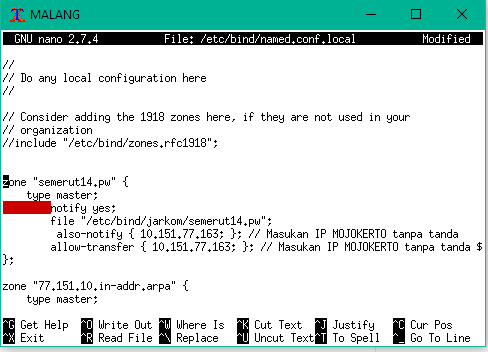 MALANG
GNU nano 2.7.4 File: /etc/bind/named.conf.local Modified
//
// Do any local configuration here
//
// Consider adding the 1918 zones here, if they are not used in your
// organization
//include "/etc/bind/zones.rfc1918";
zone "semerut14.pw" {
type master;
notify yes;
file "/etc/bind/jarkom/semerut14.pw";
also-notify { 10.151.77.163; }; // Masukan IP MOJOKERTO tanpa tanda
allow-transfer { 10.151.77.163; }; // Masukan IP MOJOKERTO tanpa tanda $
};
zone "77.151.10.in-addr.arpa" {
type master;
^G Get Help ^O Write Out ^W Where Is ^K Cut Text ^J Justify ^C Cur Pos
^X Exit ^R Read File ^\ Replace ^U Uncut Text ^T To Spell ^_ Go To Line